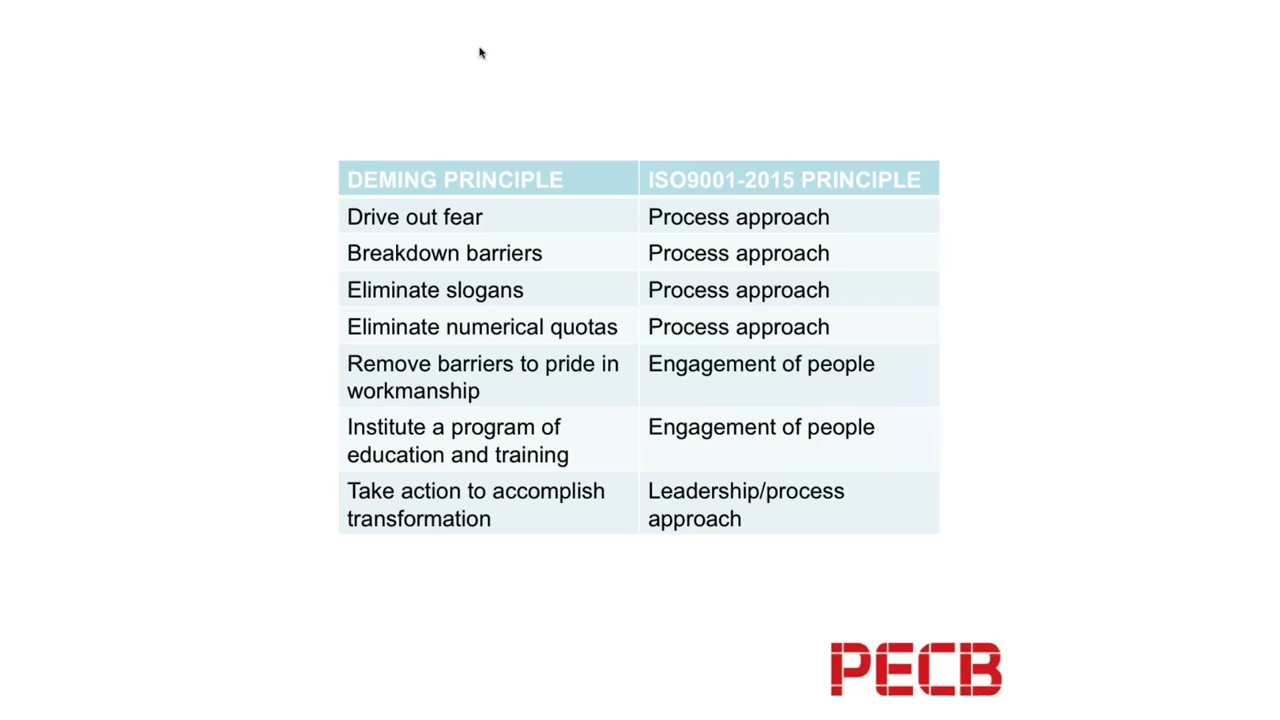 DEMING PRINCIPLE ISO9001-2015 PRINCIPLE
Drive out fear Process approach
Breakdown barriers Process approach
Eliminate slogans Process approach
Eliminate numerical quotas Process approach
Remove barriers to pride in Engagement of people
workmanship
Institute a program of Engagement of people
education and training
Take action to accomplish Leadership/process
transformation approach
PECB